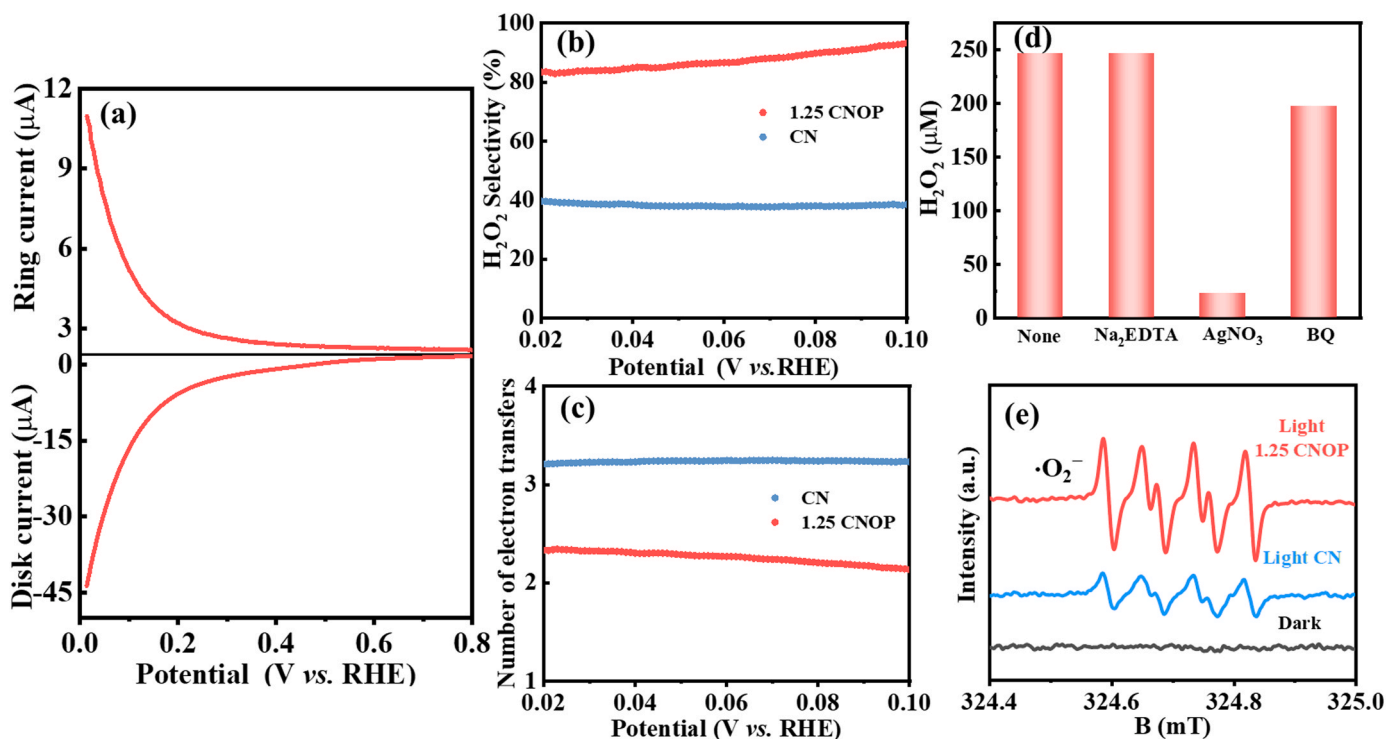 (a)
Ring current (μA)
12
9
6
3
0
-15
-30
-45
Disk current (μA)
0.0 0.2 0.4 0.6 0.8
Potential (V vs. RHE)
(b)
H₂O₂ Selectivity (%)
100
80
60
40
20
0
1.25 CNOP
CN
0.02 0.04 0.06 0.08 0.10
Potential (V vs.RHE)
(c)
Number of electron transfers
4
3
2
1
CN
1.25 CNOP
0.02 0.04 0.06 0.08 0.10
Potential (V vs.RHE)
(d)
H₂O₂ (μM)
250
200
150
100
50
0
None Na₂EDTA AgNO₃ BQ
(e)
Intensity (a.u.)
·O₂⁻
Light
1.25 CNOP
Light CN
Dark
324.4 324.6 324.8 325.0
B (mT)